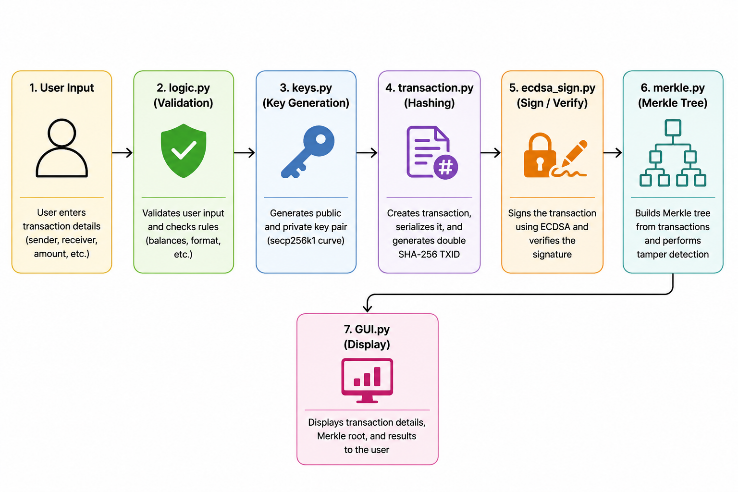 1. User Input
User enters
transaction details
(sender, receiver,
amount, etc.)
2. logic.py
(Validation)
Validates user input
and checks rules
(balances, format,
etc.)
3. keys.py
(Key Generation)
Generates public
and private key pair
(secp256k1 curve)
4. transaction.py
(Hashing)
#
Creates transaction,
serializes it, and
generates double
SHA-256 TXID
5. ecdsa_sign.py
(Sign / Verify)
Signs the transaction
using ECDSA and
verifies the
signature
6. merkle.py
(Merkle Tree)
Builds Merkle tree
from transactions
and performs
tamper detection
7. GUI.py
(Display)
Displays transaction details,
Merkle root, and results
to the user